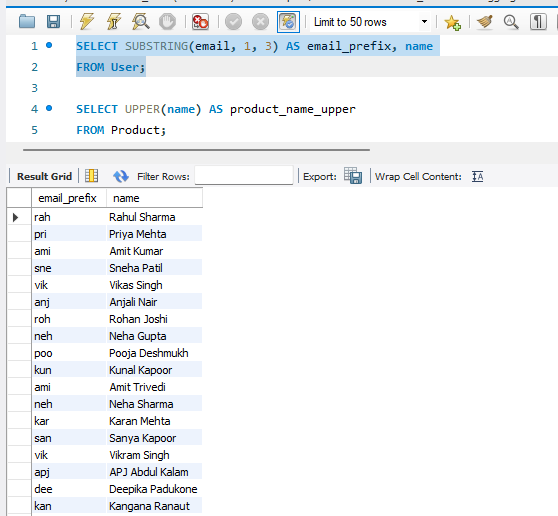 Limit to 50 rows
1 SELECT SUBSTRING(email, 1, 3) AS email_prefix, name
2 FROM User;
3
4 SELECT UPPER(name) AS product_name_upper
5 FROM Product;
Result Grid Filter Rows: Export: Wrap Cell Content: IA
email_prefix name
rah Rahul Sharma
pri Priya Mehta
ami Amit Kumar
sne Sneha Patil
vik Vikas Singh
anj Anjali Nair
roh Rohan Joshi
neh Neha Gupta
poo Pooja Deshmukh
kun Kunal Kapoor
ami Amit Trivedi
neh Neha Sharma
kar Karan Mehta
san Sanya Kapoor
vik Vikram Singh
apj APJ Abdul Kalam
dee Deepika Padukone
kan Kangana Ranaut